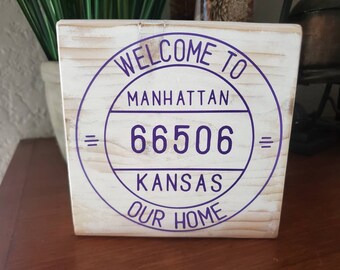 WELCOME TO
MANHATTAN
66506
KANSAS
OUR HOME